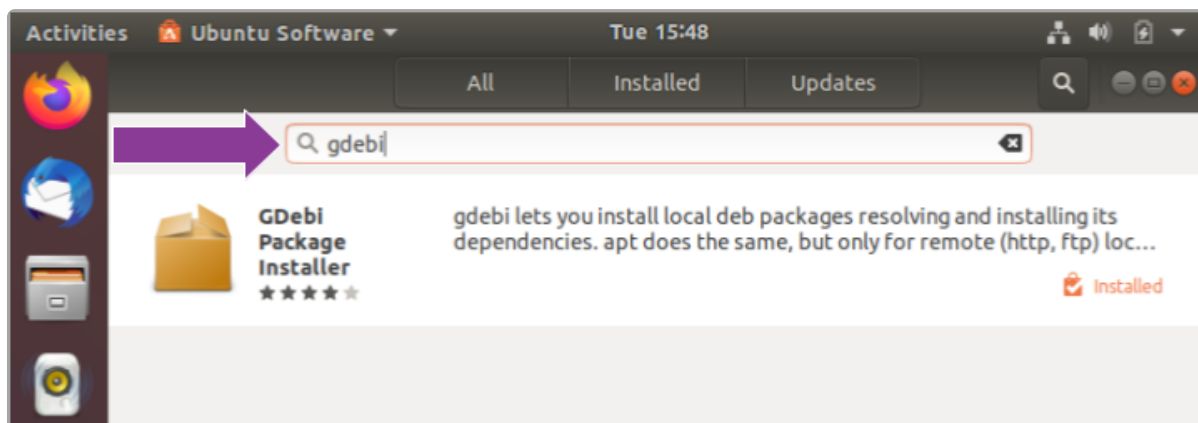 Activities Ubuntu Software Tue 15:48
All Installed Updates
gdebi
GDebi Package Installer
gdebi lets you install local deb packages resolving and installing its
dependencies. apt does the same, but only for remote (http, ftp) loc...
Installed